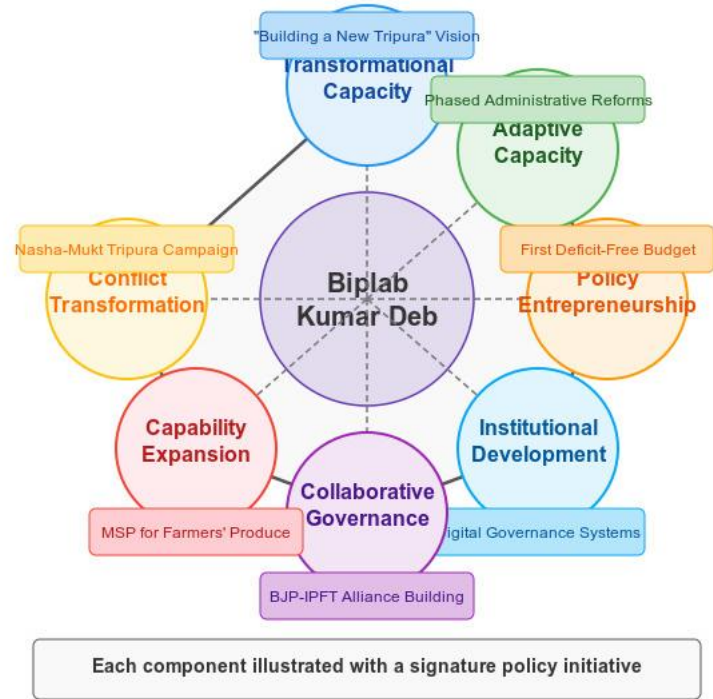 "Building a New Tripura" Vision
Transformational
Capacity
Phased Administrative Reforms
Adaptive
Capacity
Nasha-Mukt Tripura Campaign
Conflict
Transformation
Biplab
Kumar Deb
First Deficit-Free Budget
Policy
Entrepreneurship
Capability
Expansion
MSP for Farmers' Produce
Collaborative
Governance
BJP-IPFT Alliance Building
Institutional
Development
igital Governance Systems
Each component illustrated with a signature policy initiative